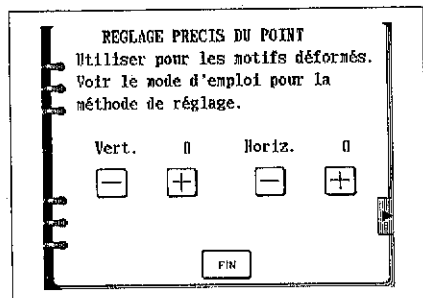 REGLAGE PRECIS DU POINT
Utiliser pour les motifs déformés.
Voir le mode d'emploi pour la
méthode de réglage.
Vert. 0 Horiz. 0
− + − +
FIN